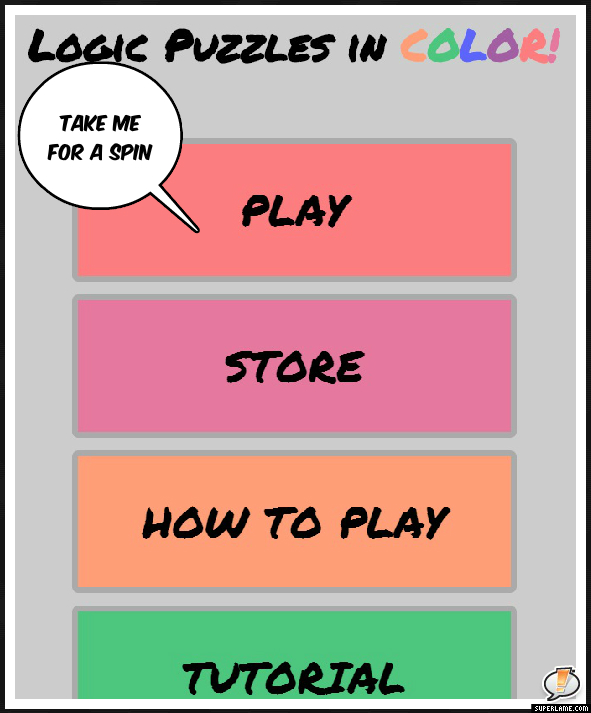 Logic Puzzles in COLOR!
TAKE ME
FOR A SPIN
PLAY
STORE
HOW TO PLAY
TUTORIAL
SUPERLAME.COM